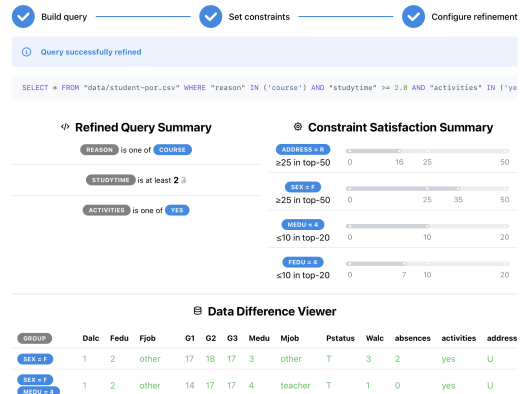 Build query
Set constraints
Configure refinement
Query successfully refined
SELECT * FROM "data/student-por.csv" WHERE "reason" IN ('course') AND "studytime" >= 2.0 AND "activities" IN ('ye
Refined Query Summary
REASON is one of COURSE
STUDYTIME is at least 2 3
ACTIVITIES is one of YES
Constraint Satisfaction Summary
ADDRESS = R
≥25 in top-50 0 16 25 50
SEX = F
≥25 in top-50 0 25 35 50
MEDU = 4
≤10 in top-20 0 10 20
FEDU = 4
≤10 in top-20 0 7 10 20
Data Difference Viewer
GROUP Dalc Fedu Fjob G1 G2 G3 Medu Mjob Pstatus Walc absences activities address
SEX = F 1 2 other 17 18 17 3 other T 3 2 yes U
SEX = F
MEDU = 4 1 2 other 14 17 17 4 teacher T 1 0 yes U